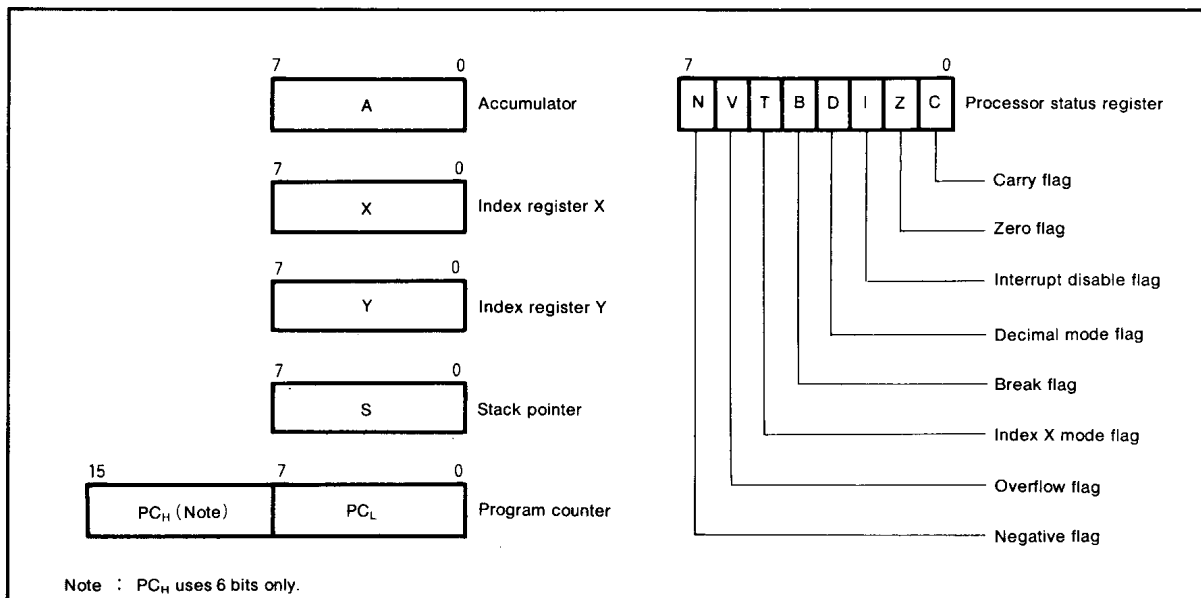 7 0
A Accumulator
7 0
X Index register X
7 0
Y Index register Y
7 0
S Stack pointer
15 7 0
PCH (Note) PCL Program counter
Note : PCH uses 6 bits only.
7 0
N V T B D I Z C Processor status register
Carry flag
Zero flag
Interrupt disable flag
Decimal mode flag
Break flag
Index X mode flag
Overflow flag
Negative flag